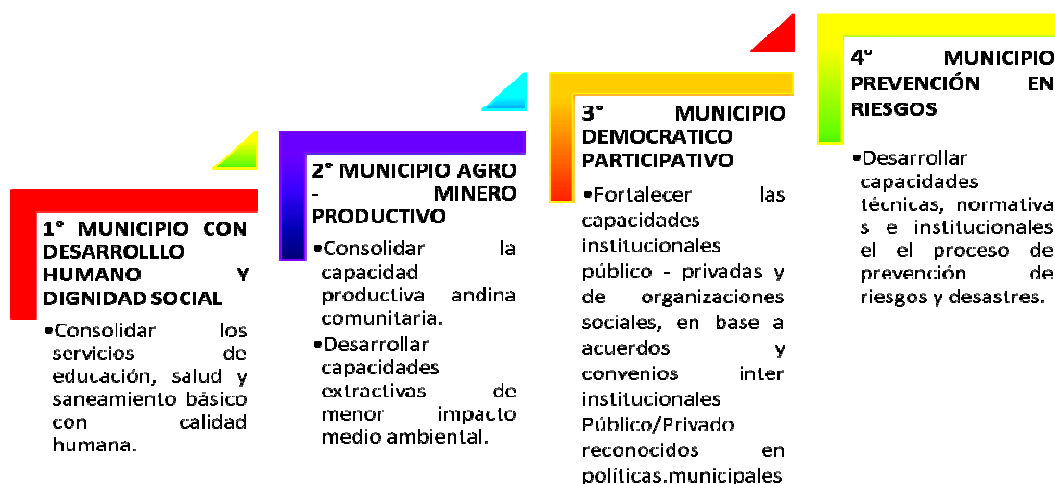 1° MUNICIPIO CON
DESARROLLLO
HUMANO Y
DIGNIDAD SOCIAL
•Consolidar los
servicios de
educación, salud y
saneamiento básico
con calidad
humana.
2° MUNICIPIO AGRO
- MINERO
PRODUCTIVO
•Consolidar la
capacidad
productiva andina
comunitaria.
•Desarrollar
capacidades
extractivas de
menor impacto
medio ambiental.
3° MUNICIPIO
DEMOCRATICO
PARTICIPATIVO
•Fortalecer las
capacidades
institucionales
público - privadas y
de organizaciones
sociales, en base a
acuerdos y
convenios inter
institucionales
Público/Privado
reconocidos en
políticas.municipales
4° MUNICIPIO
PREVENCIÓN EN
RIESGOS
•Desarrollar
capacidades
técnicas, normativa
s e institucionales
el el proceso de
prevención de
riesgos y desastres.